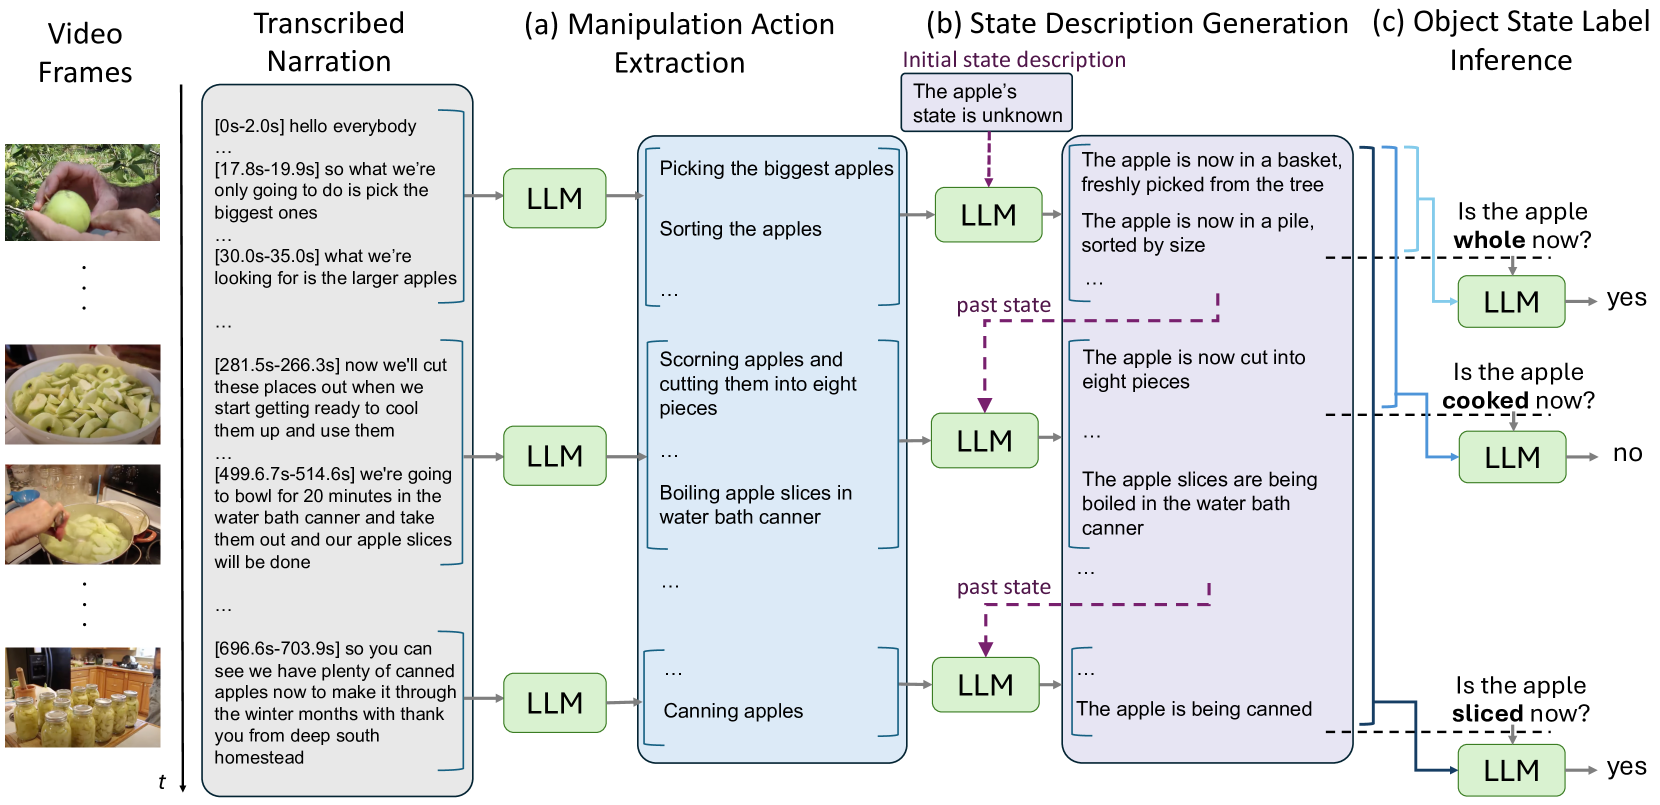 Video
Frames
Transcribed
Narration
(a) Manipulation Action
Extraction
(b) State Description Generation
(c) Object State Label
Inference
Initial state description
The apple's
state is unknown
[0s-2.0s] hello everybody
...
[17.8s-19.9s] so what we're
only going to do is pick the
biggest ones
...
[30.0s-35.0s] what we're
looking for is the larger apples
...
[281.5s-266.3s] now we'll cut
these places out when we
start getting ready to cool
them up and use them
...
[499.6.7s-514.6s] we're going
to bowl for 20 minutes in the
water bath canner and take
them out and our apple slices
will be done
...
[696.6s-703.9s] so you can
see we have plenty of canned
apples now to make it through
the winter months with thank
you from deep south
homestead
t
LLM
LLM
LLM
Picking the biggest apples
Sorting the apples
...
Scorning apples and
cutting them into eight
pieces
...
Boiling apple slices in
water bath canner
...
...
Canning apples
LLM
past state
LLM
past state
LLM
The apple is now in a basket,
freshly picked from the tree
The apple is now in a pile,
sorted by size
...
The apple is now cut into
eight pieces
...
The apple slices are being
boiled in the water bath
canner
...
...
The apple is being canned
Is the apple
whole now?
LLM
yes
Is the apple
cooked now?
LLM
no
Is the apple
sliced now?
LLM
yes